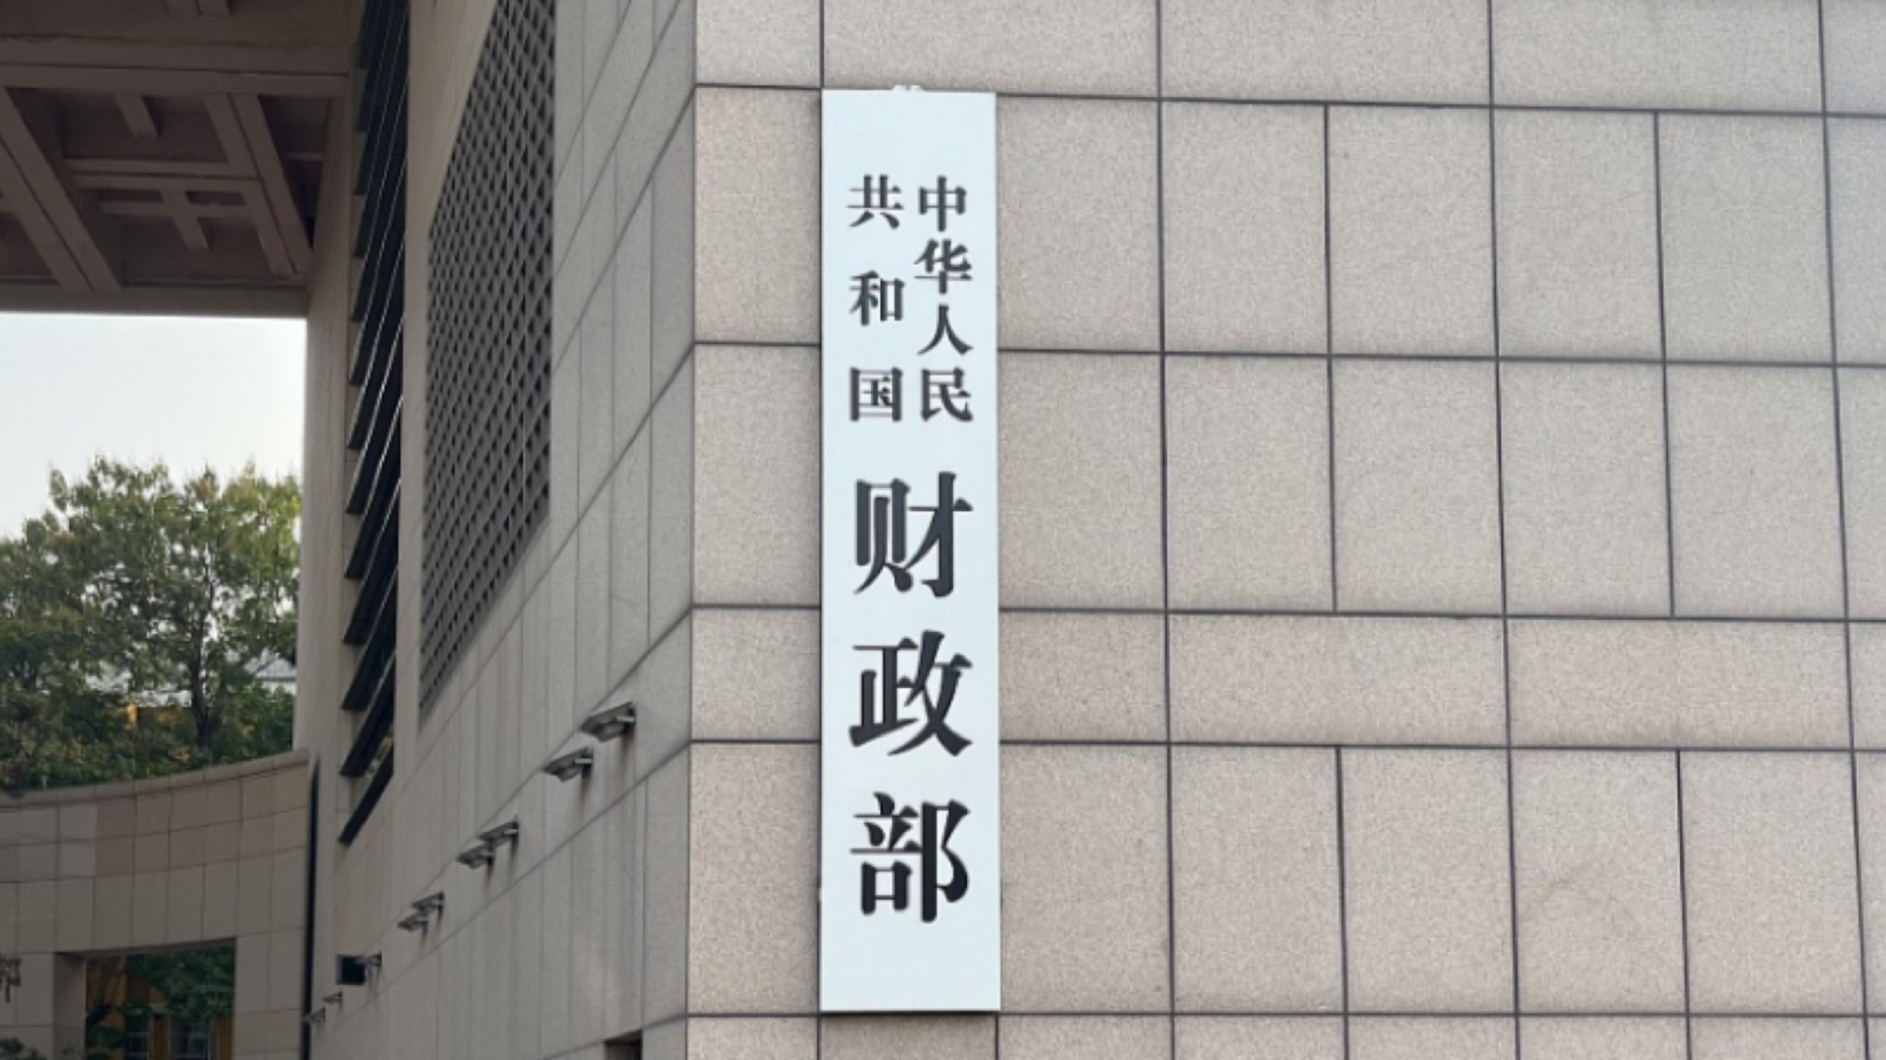 中华人民
共和国
财政部